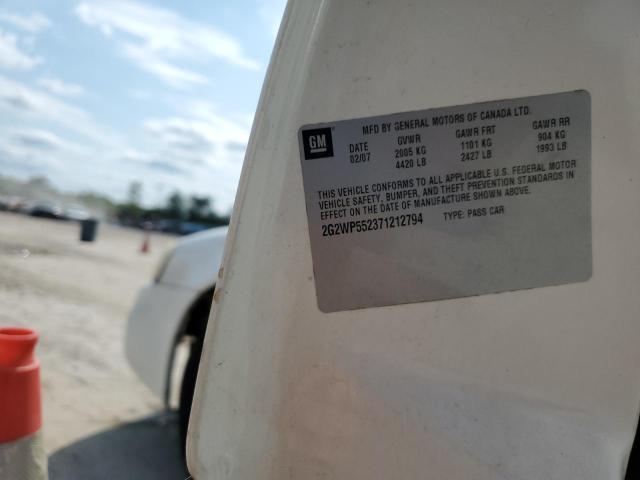 MFD BY GENERAL MOTORS OF CANADA LTD.
GM
DATE GVWR GAWR FRT GAWR RR
02/07 2005 KG 1101 KG 904 KG
4420 LB 2427 LB 1993 LB
THIS VEHICLE CONFORMS TO ALL APPLICABLE U.S. FEDERAL MOTOR
VEHICLE SAFETY, BUMPER, AND THEFT PREVENTION STANDARDS IN
EFFECT ON THE DATE OF MANUFACTURE SHOWN ABOVE.
2G2WP552371212794 TYPE: PASS CAR